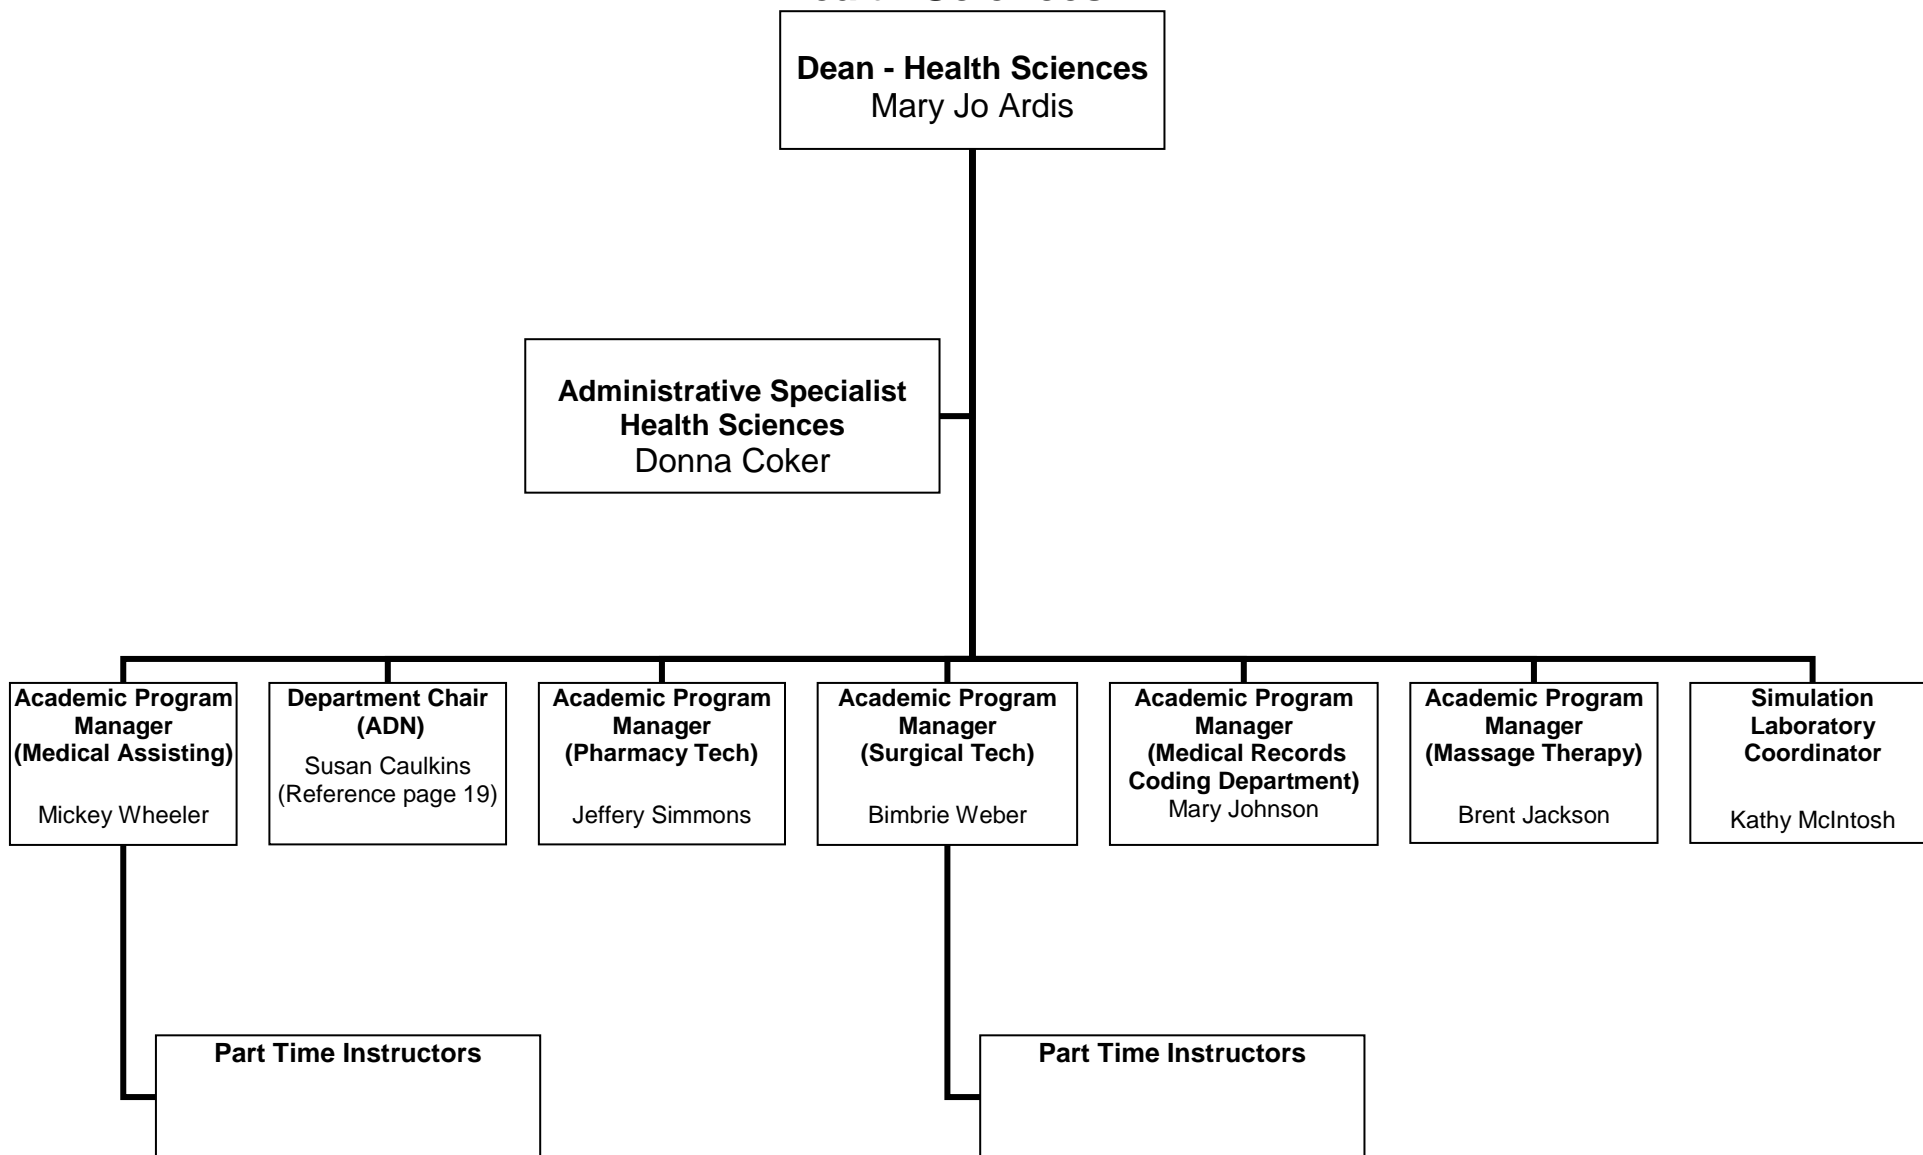 Dean - Health Sciences
Mary Jo Ardis
Administrative Specialist
Health Sciences
Donna Coker
Academic Program
Manager
(Medical Assisting)
Mickey Wheeler
Department Chair
(ADN)
Susan Caulkins
(Reference page 19)
Academic Program
Manager
(Pharmacy Tech)
Jeffery Simmons
Academic Program
Manager
(Surgical Tech)
Bimbrie Weber
Academic Program
Manager
(Medical Records
Coding Department)
Mary Johnson
Academic Program
Manager
(Massage Therapy)
Brent Jackson
Simulation
Laboratory
Coordinator
Kathy McIntosh
Part Time Instructors
Part Time Instructors